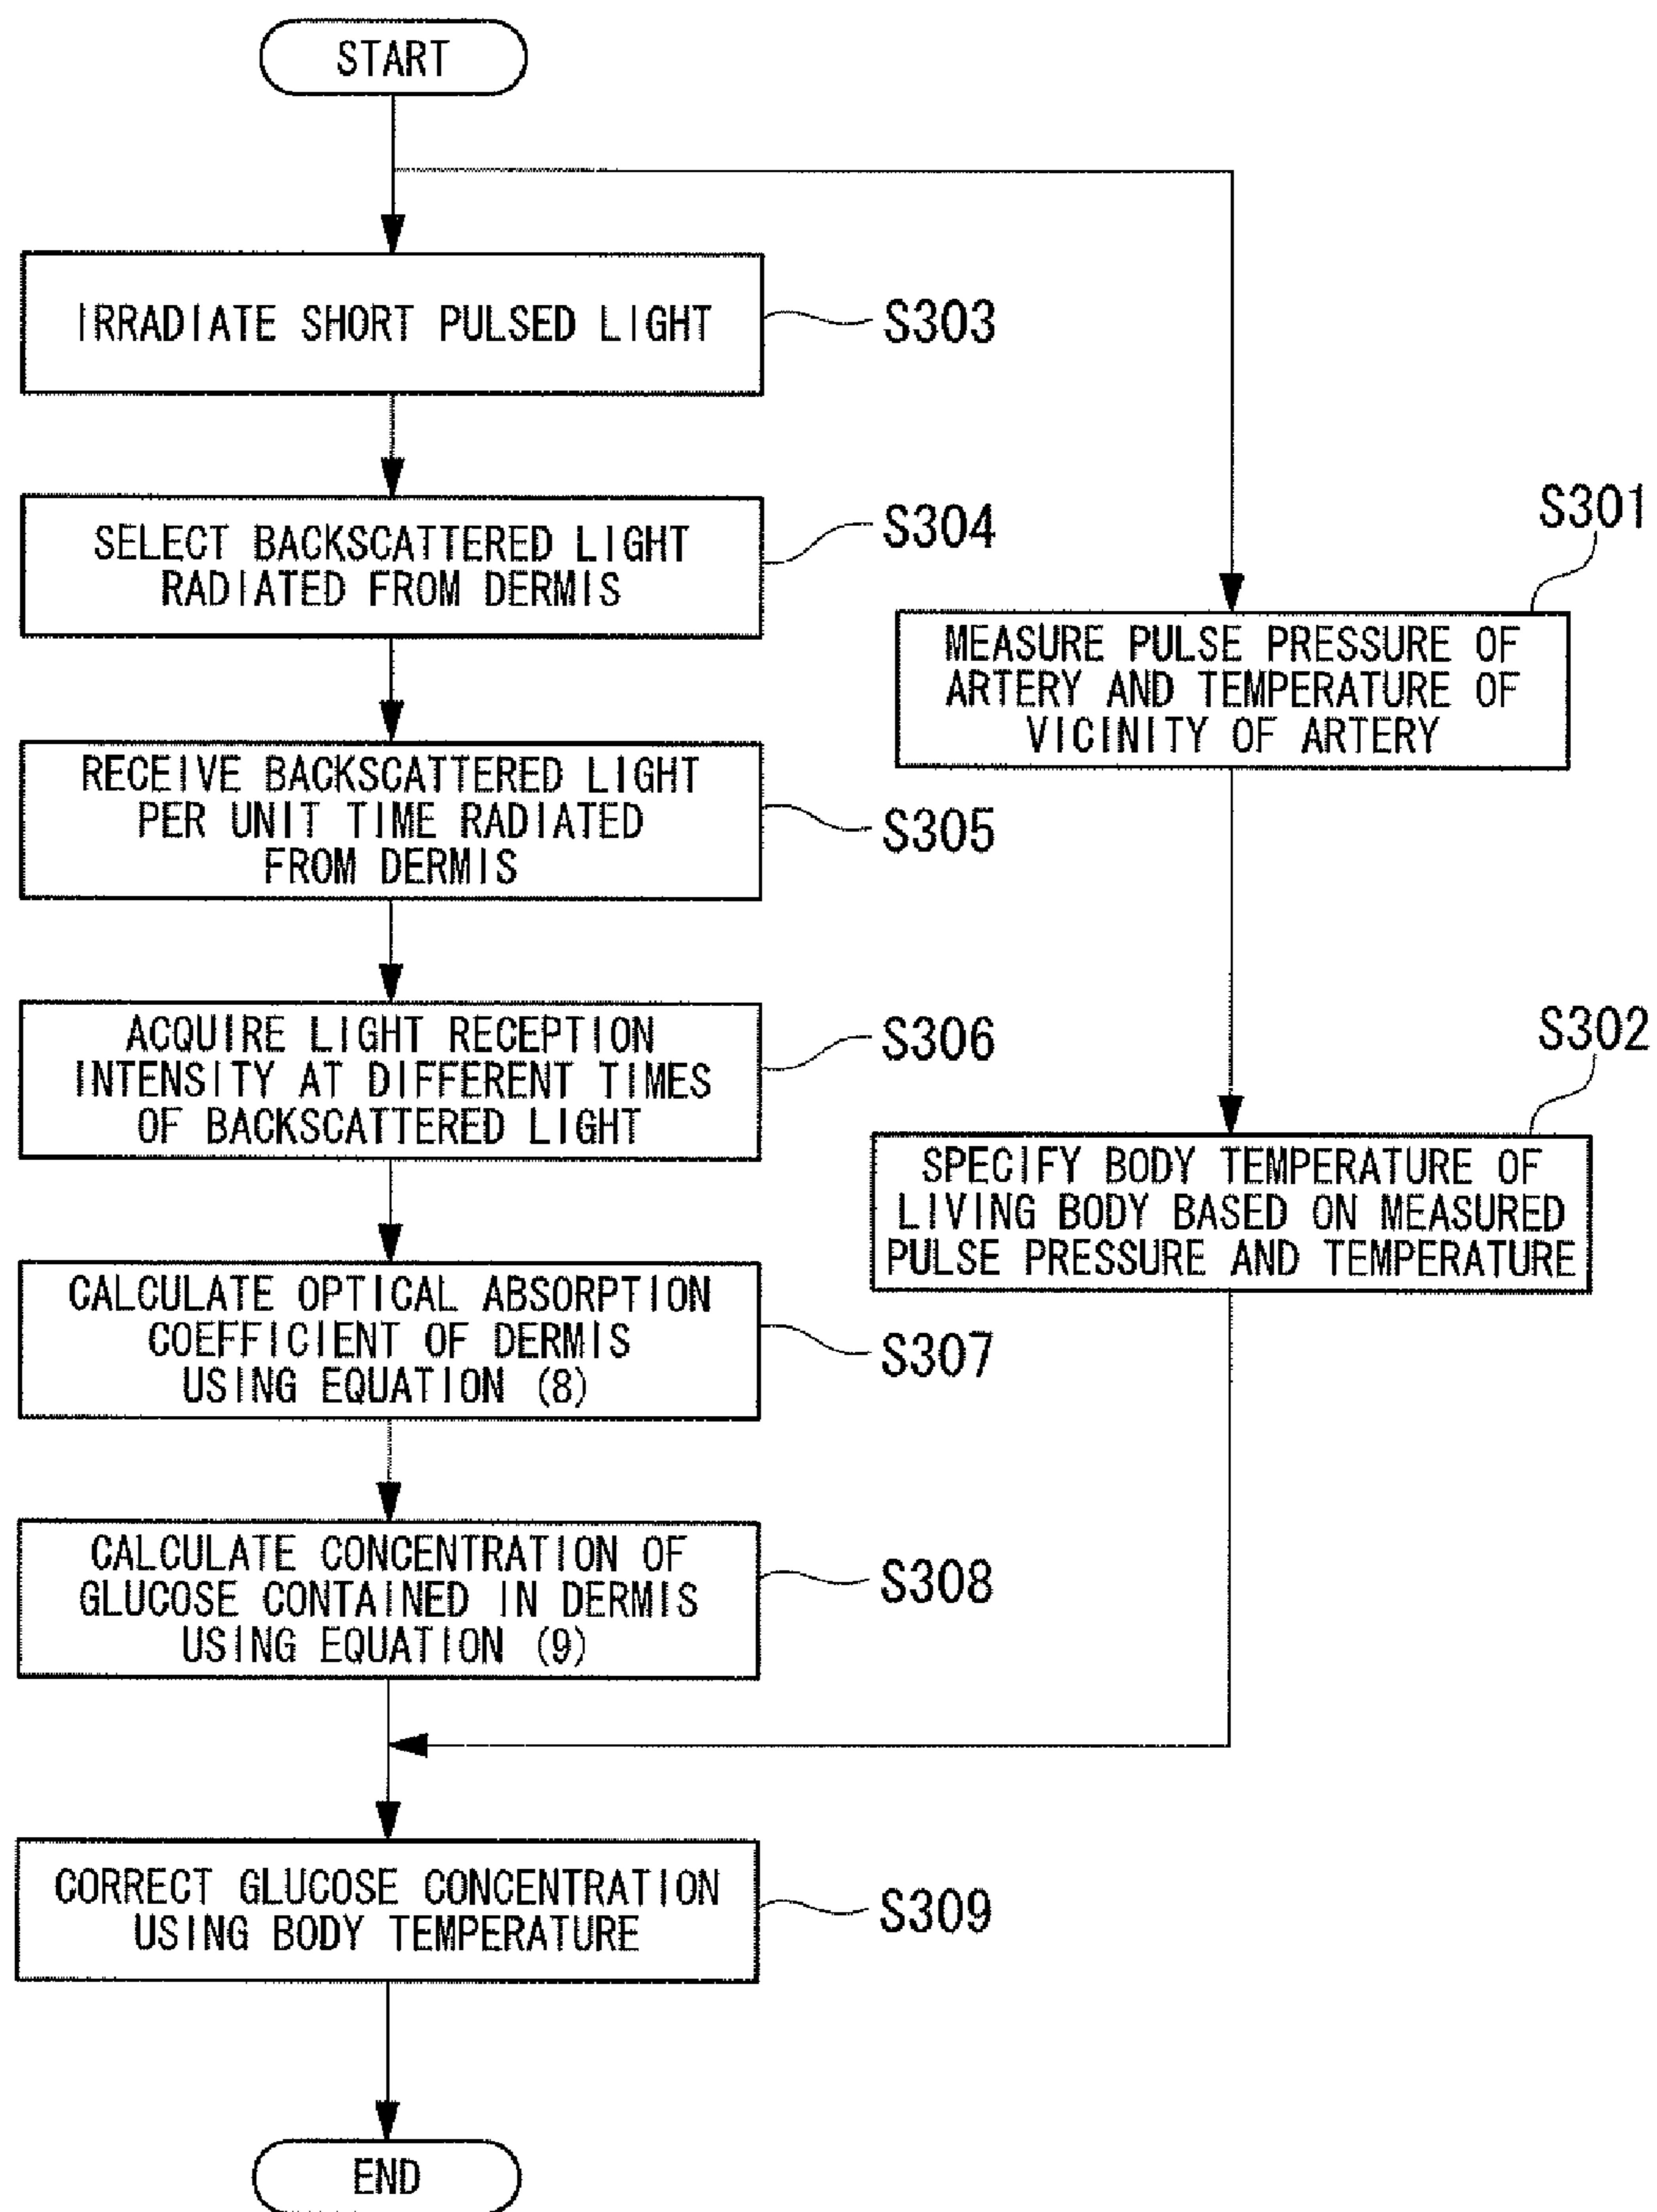 START
IRRADIATE SHORT PULSED LIGHT
S303
SELECT BACKSCATTERED LIGHT
RADIATED FROM DERMIS
S304
RECEIVE BACKSCATTERED LIGHT
PER UNIT TIME RADIATED
FROM DERMIS
S305
ACQUIRE LIGHT RECEPTION
INTENSITY AT DIFFERENT TIMES
OF BACKSCATTERED LIGHT
S306
CALCULATE OPTICAL ABSORPTION
COEFFICIENT OF DERMIS
USING EQUATION (8)
S307
CALCULATE CONCENTRATION OF
GLUCOSE CONTAINED IN DERMIS
USING EQUATION (9)
S308
S301
MEASURE PULSE PRESSURE OF
ARTERY AND TEMPERATURE OF
VICINITY OF ARTERY
S302
SPECIFY BODY TEMPERATURE OF
LIVING BODY BASED ON MEASURED
PULSE PRESSURE AND TEMPERATURE
CORRECT GLUCOSE CONCENTRATION
USING BODY TEMPERATURE
S309
END